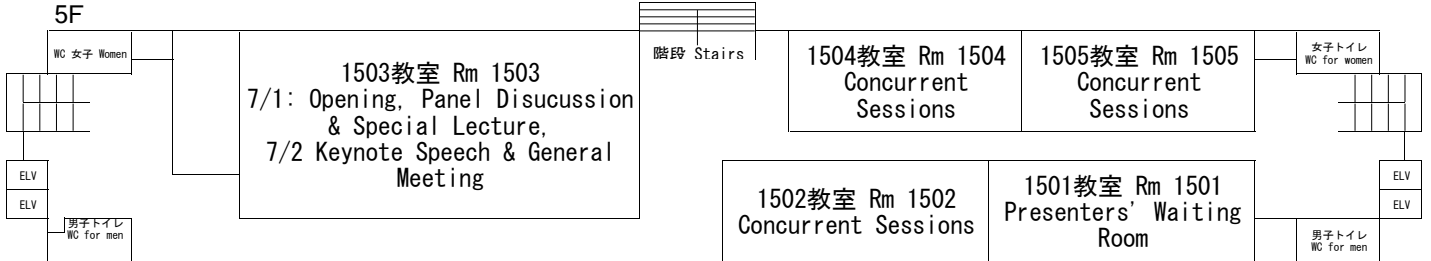 5F
WC 女子 Women
階段 Stairs
1503教室 Rm 1503
7/1: Opening, Panel Disucussion
& Special Lecture,
7/2 Keynote Speech & General
Meeting
1504教室 Rm 1504
Concurrent
Sessions
1505教室 Rm 1505
Concurrent
Sessions
女子トイレ
WC for women
ELV
ELV
男子トイレ
WC for men
1502教室 Rm 1502
Concurrent Sessions
1501教室 Rm 1501
Presenters' Waiting
Room
ELV
ELV
男子トイレ
WC for men